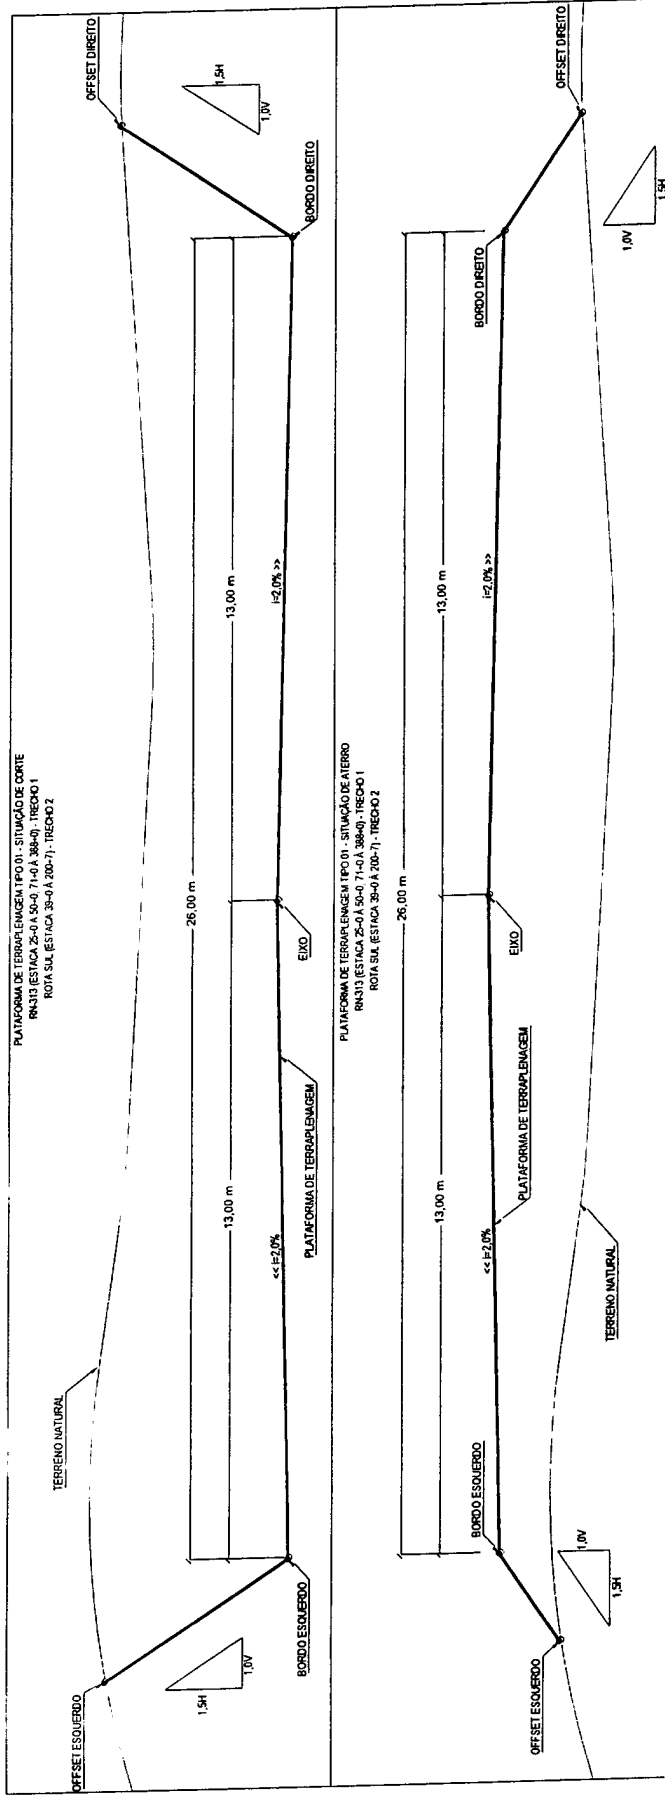 PLATAFORMA DE TERRAPLENAGEM TIPO 01 - SITUAÇÃO DE CORTE
RN-313 (ESTACA 25+0 À 50+0, 71+0 À 388+0) - TRECHO 1
ROTA SUL (ESTACA 39+0 À 200+7) - TRECHO 2
OFFSET ESQUERDO
TERRENO NATURAL
OFFSET DIREITO
1,5H
1,0V
1,5H
1,0V
26,00 m
13,00 m
13,00 m
<< i=2,0%
i=2,0% >>
BORDO ESQUERDO
PLATAFORMA DE TERRAPLENAGEM
EIXO
BORDO DIREITO
PLATAFORMA DE TERRAPLENAGEM TIPO 01 - SITUAÇÃO DE ATERRO
RN-313 (ESTACA 25+0 À 50+0, 71+0 À 388+0) - TRECHO 1
ROTA SUL (ESTACA 39+0 À 200+7) - TRECHO 2
26,00 m
13,00 m
13,00 m
BORDO ESQUERDO
<< i=2,0%
i=2,0% >>
BORDO DIREITO
OFFSET DIREITO
PLATAFORMA DE TERRAPLENAGEM
EIXO
OFFSET ESQUERDO
1,0V
1,5H
TERRENO NATURAL
1,0V
1,5H